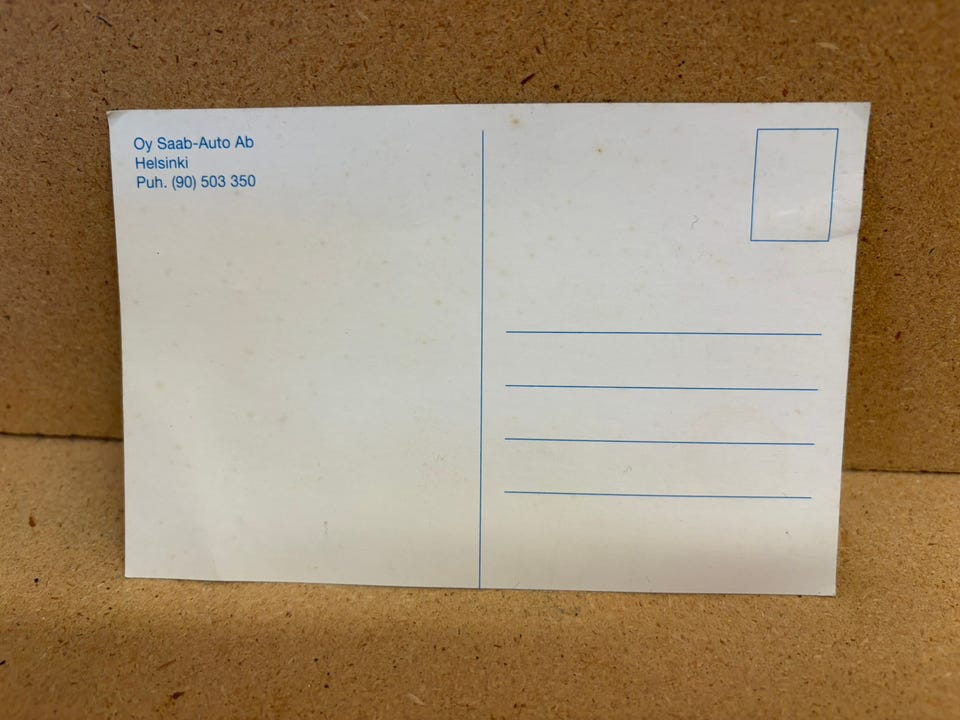 Oy Saab-Auto Ab
Helsinki
Puh. (90) 503 350